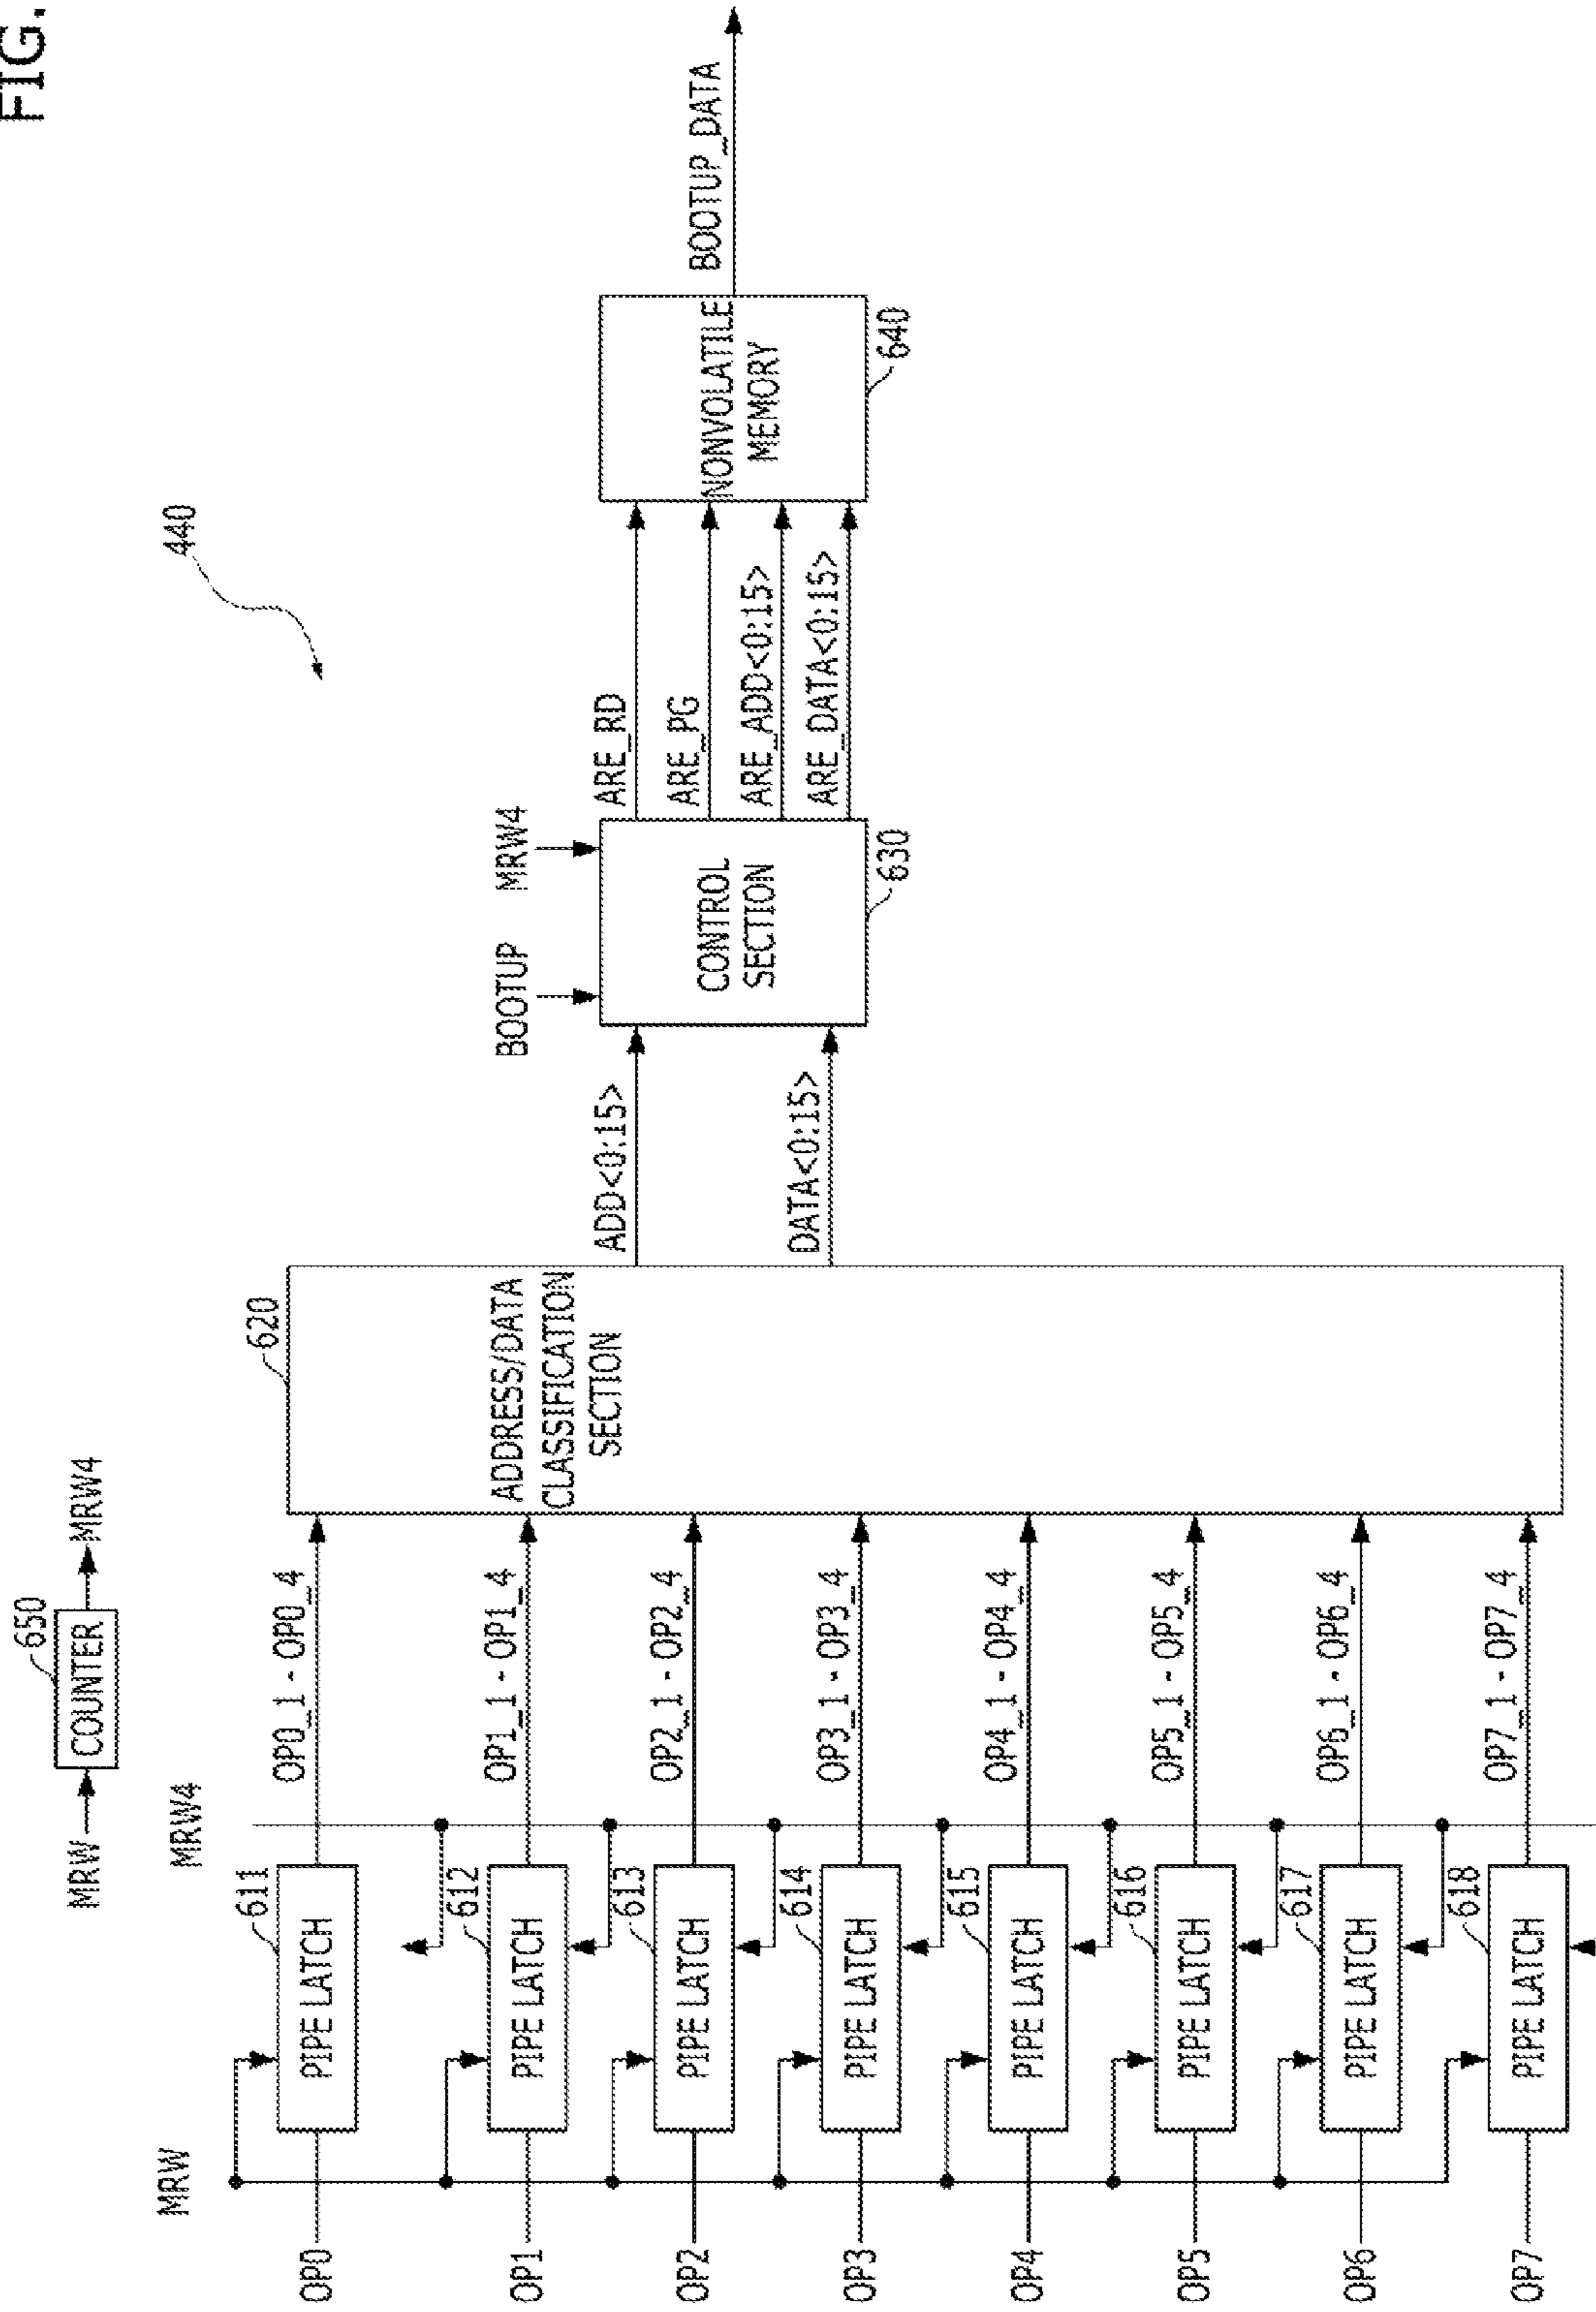 FIG.
440
650
MRW
COUNTER
MRW4
MRW
MRW4
620
ADDRESS/DATA
CLASSIFICATION
SECTION
OP0
611
PIPE LATCH
OP0_1 - OP0_4
OP1
612
PIPE LATCH
OP1_1 - OP1_4
OP2
613
PIPE LATCH
OP2_1 - OP2_4
OP3
614
PIPE LATCH
OP3_1 - OP3_4
OP4
615
PIPE LATCH
OP4_1 - OP4_4
OP5
616
PIPE LATCH
OP5_1 - OP5_4
OP6
617
PIPE LATCH
OP6_1 - OP6_4
OP7
618
PIPE LATCH
OP7_1 - OP7_4
ADD<0:15>
DATA<0:15>
BOOTUP
MRW4
CONTROL
SECTION
630
ARE_RD
ARE_PG
ARE_ADD<0:15>
ARE_DATA<0:15>
NONVOLATILE
MEMORY
640
BOOTUP_DATA